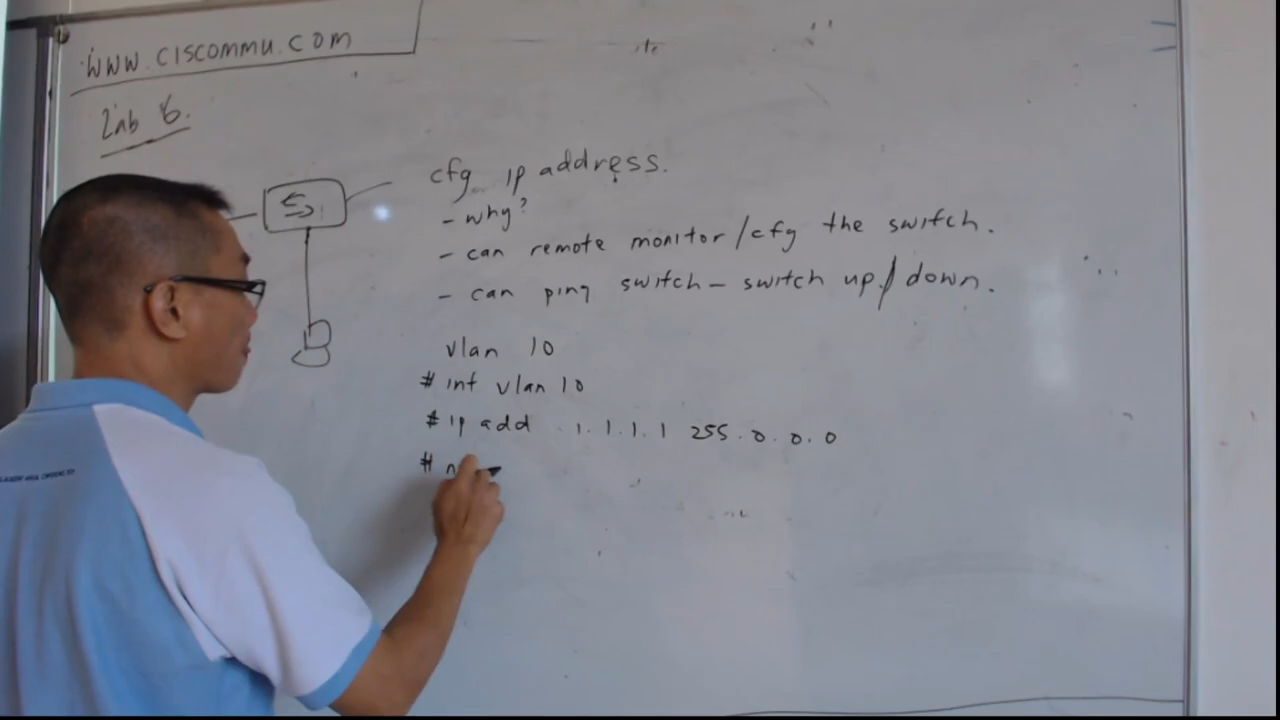 www.ciscommu.com
Lab 6.
S1
cfg ip address.
- why?
- can remote monitor/cfg the switch.
- can ping switch - switch up/down.
vlan 10
# int vlan 10
# ip add 1.1.1.1 255.0.0.0
# n